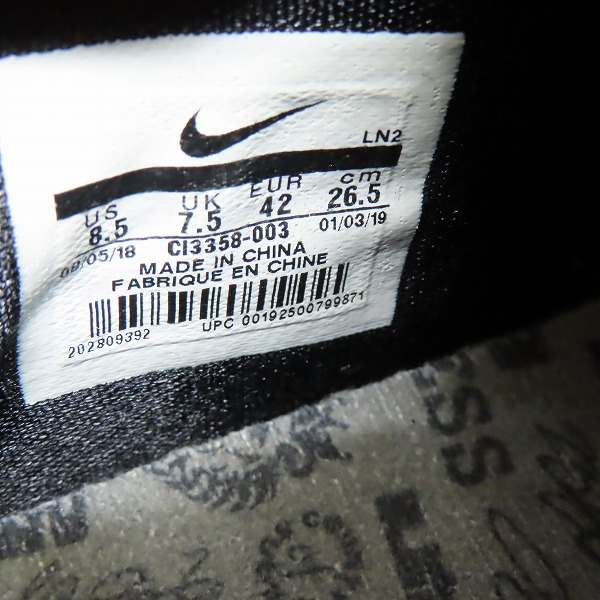 LN2
US UK EUR cm
8.5 7.5 42 26.5
09/05/18 CI3358-003 01/03/19
MADE IN CHINA
FABRIQUE EN CHINE
202809392 UPC 00192500799871